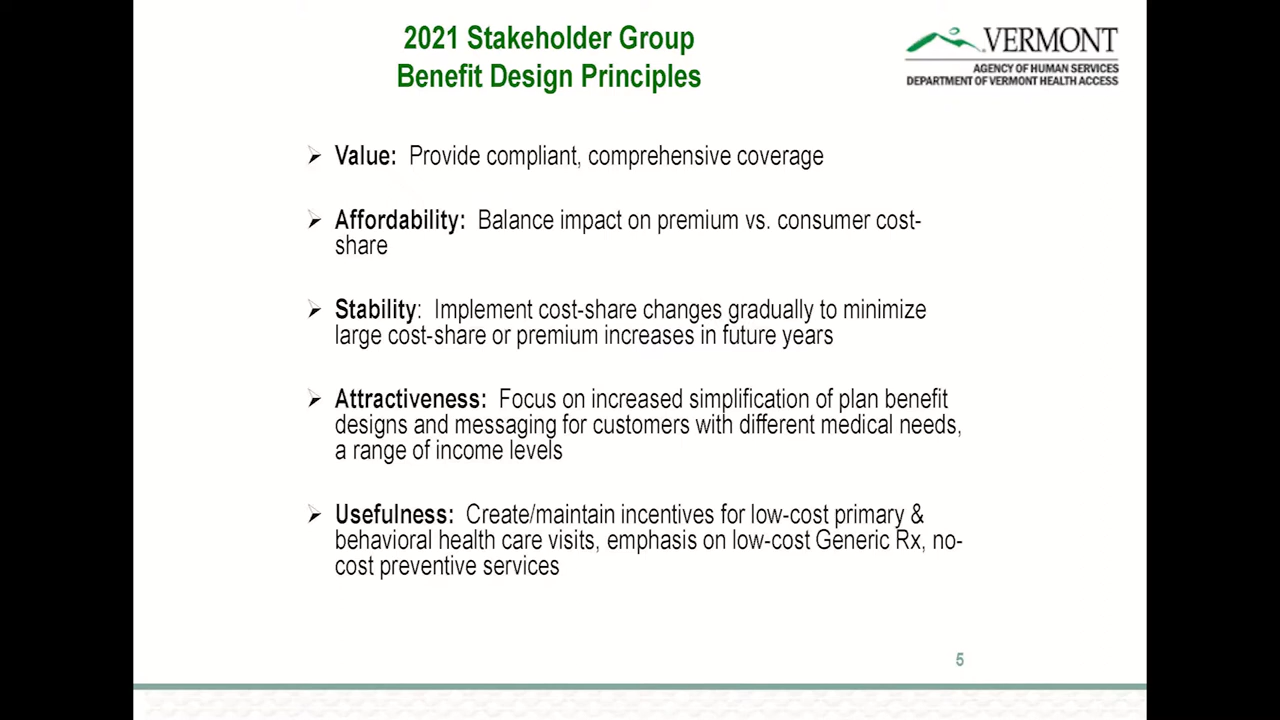 2021 Stakeholder Group
Benefit Design Principles
VERMONT
AGENCY OF HUMAN SERVICES
DEPARTMENT OF VERMONT HEALTH ACCESS
➢ Value: Provide compliant, comprehensive coverage
➢ Affordability: Balance impact on premium vs. consumer cost-
share
➢ Stability: Implement cost-share changes gradually to minimize
large cost-share or premium increases in future years
➢ Attractiveness: Focus on increased simplification of plan benefit
designs and messaging for customers with different medical needs,
a range of income levels
➢ Usefulness: Create/maintain incentives for low-cost primary &
behavioral health care visits, emphasis on low-cost Generic Rx, no-
cost preventive services
5